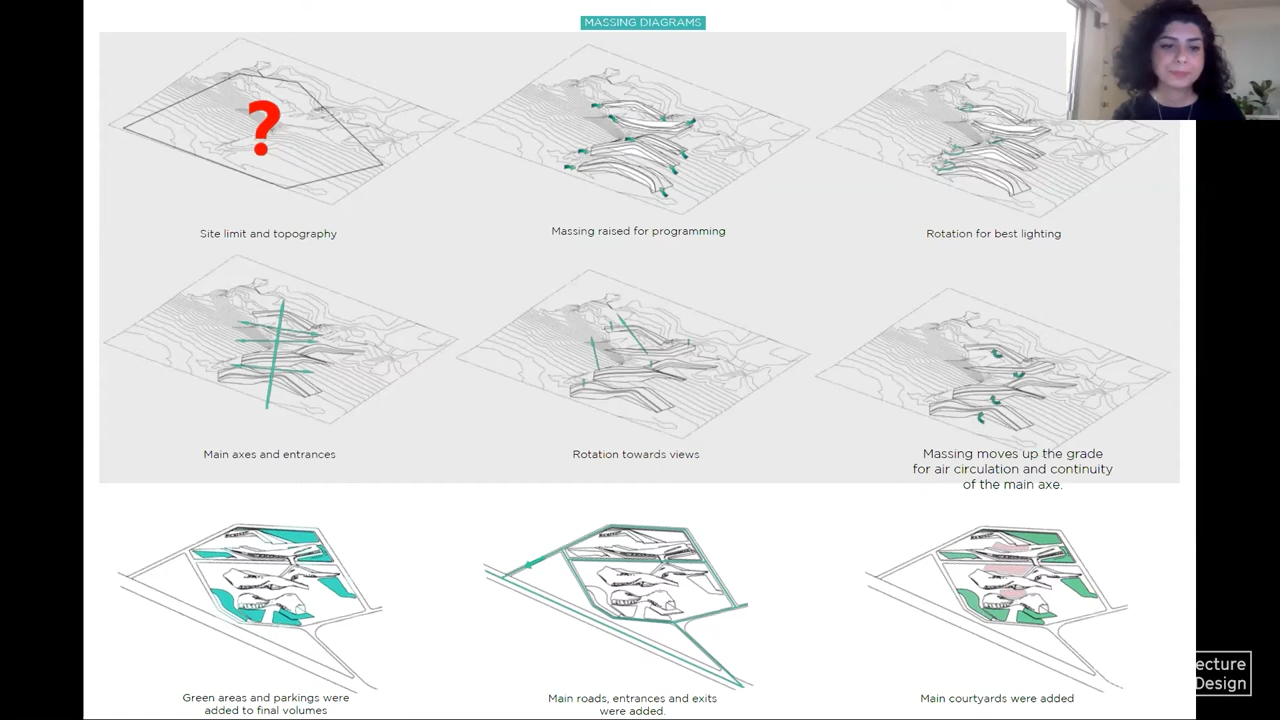 MASSING DIAGRAMS
?
Site limit and topography
Massing raised for programming
Rotation for best lighting
Main axes and entrances
Rotation towards views
Massing moves up the grade
for air circulation and continuity
of the main axe.
Green areas and parkings were
added to final volumes
Main roads, entrances and exits
were added.
Main courtyards were added
ecture
Design